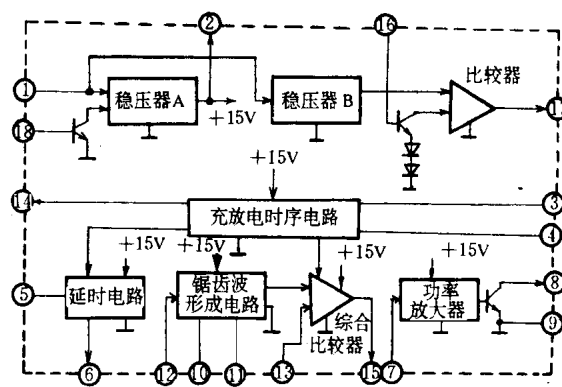 ② ⑯
① 稳压器A 稳压器B 比较器
+15V
⑱ ⑰
+15V
⑭ 充放电时序电路 ③
④
+15V +15V +15V +15V
⑤ 延时电路 锯齿波
形成电路 功率
放大器 ⑧
综合
比较器 ⑨
⑥ ⑫ ⑩ ⑪ ⑬ ⑮ ⑦